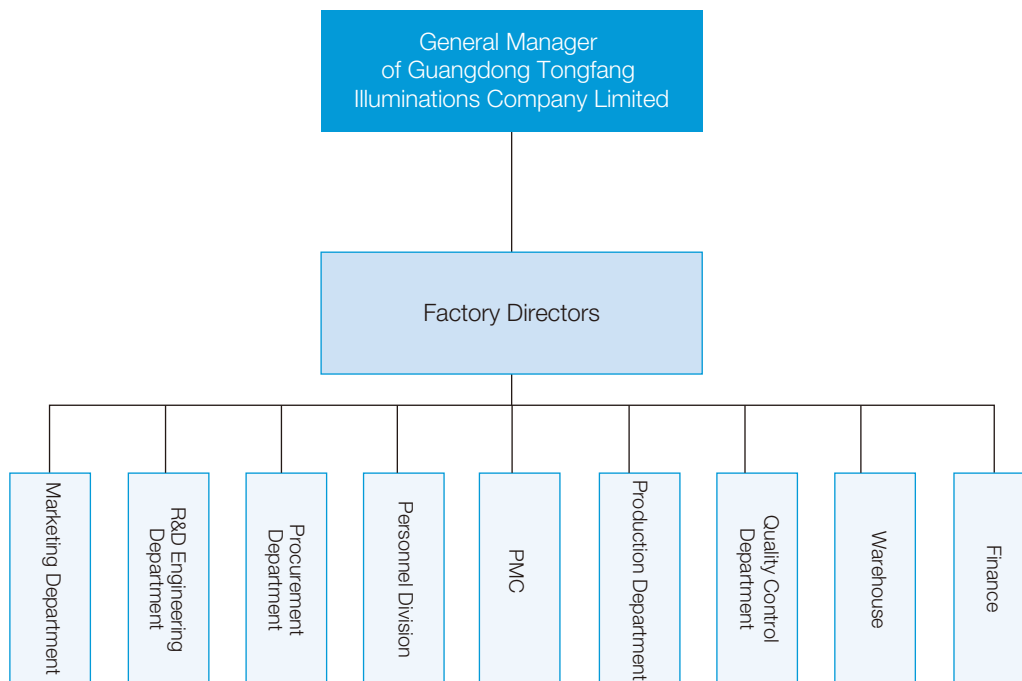 General Manager
of Guangdong Tongfang
Illuminations Company Limited
Factory Directors
Marketing Department
R&D Engineering
Department
Procurement
Department
Personnel Division
PMC
Production Department
Quality Control
Department
Warehouse
Finance